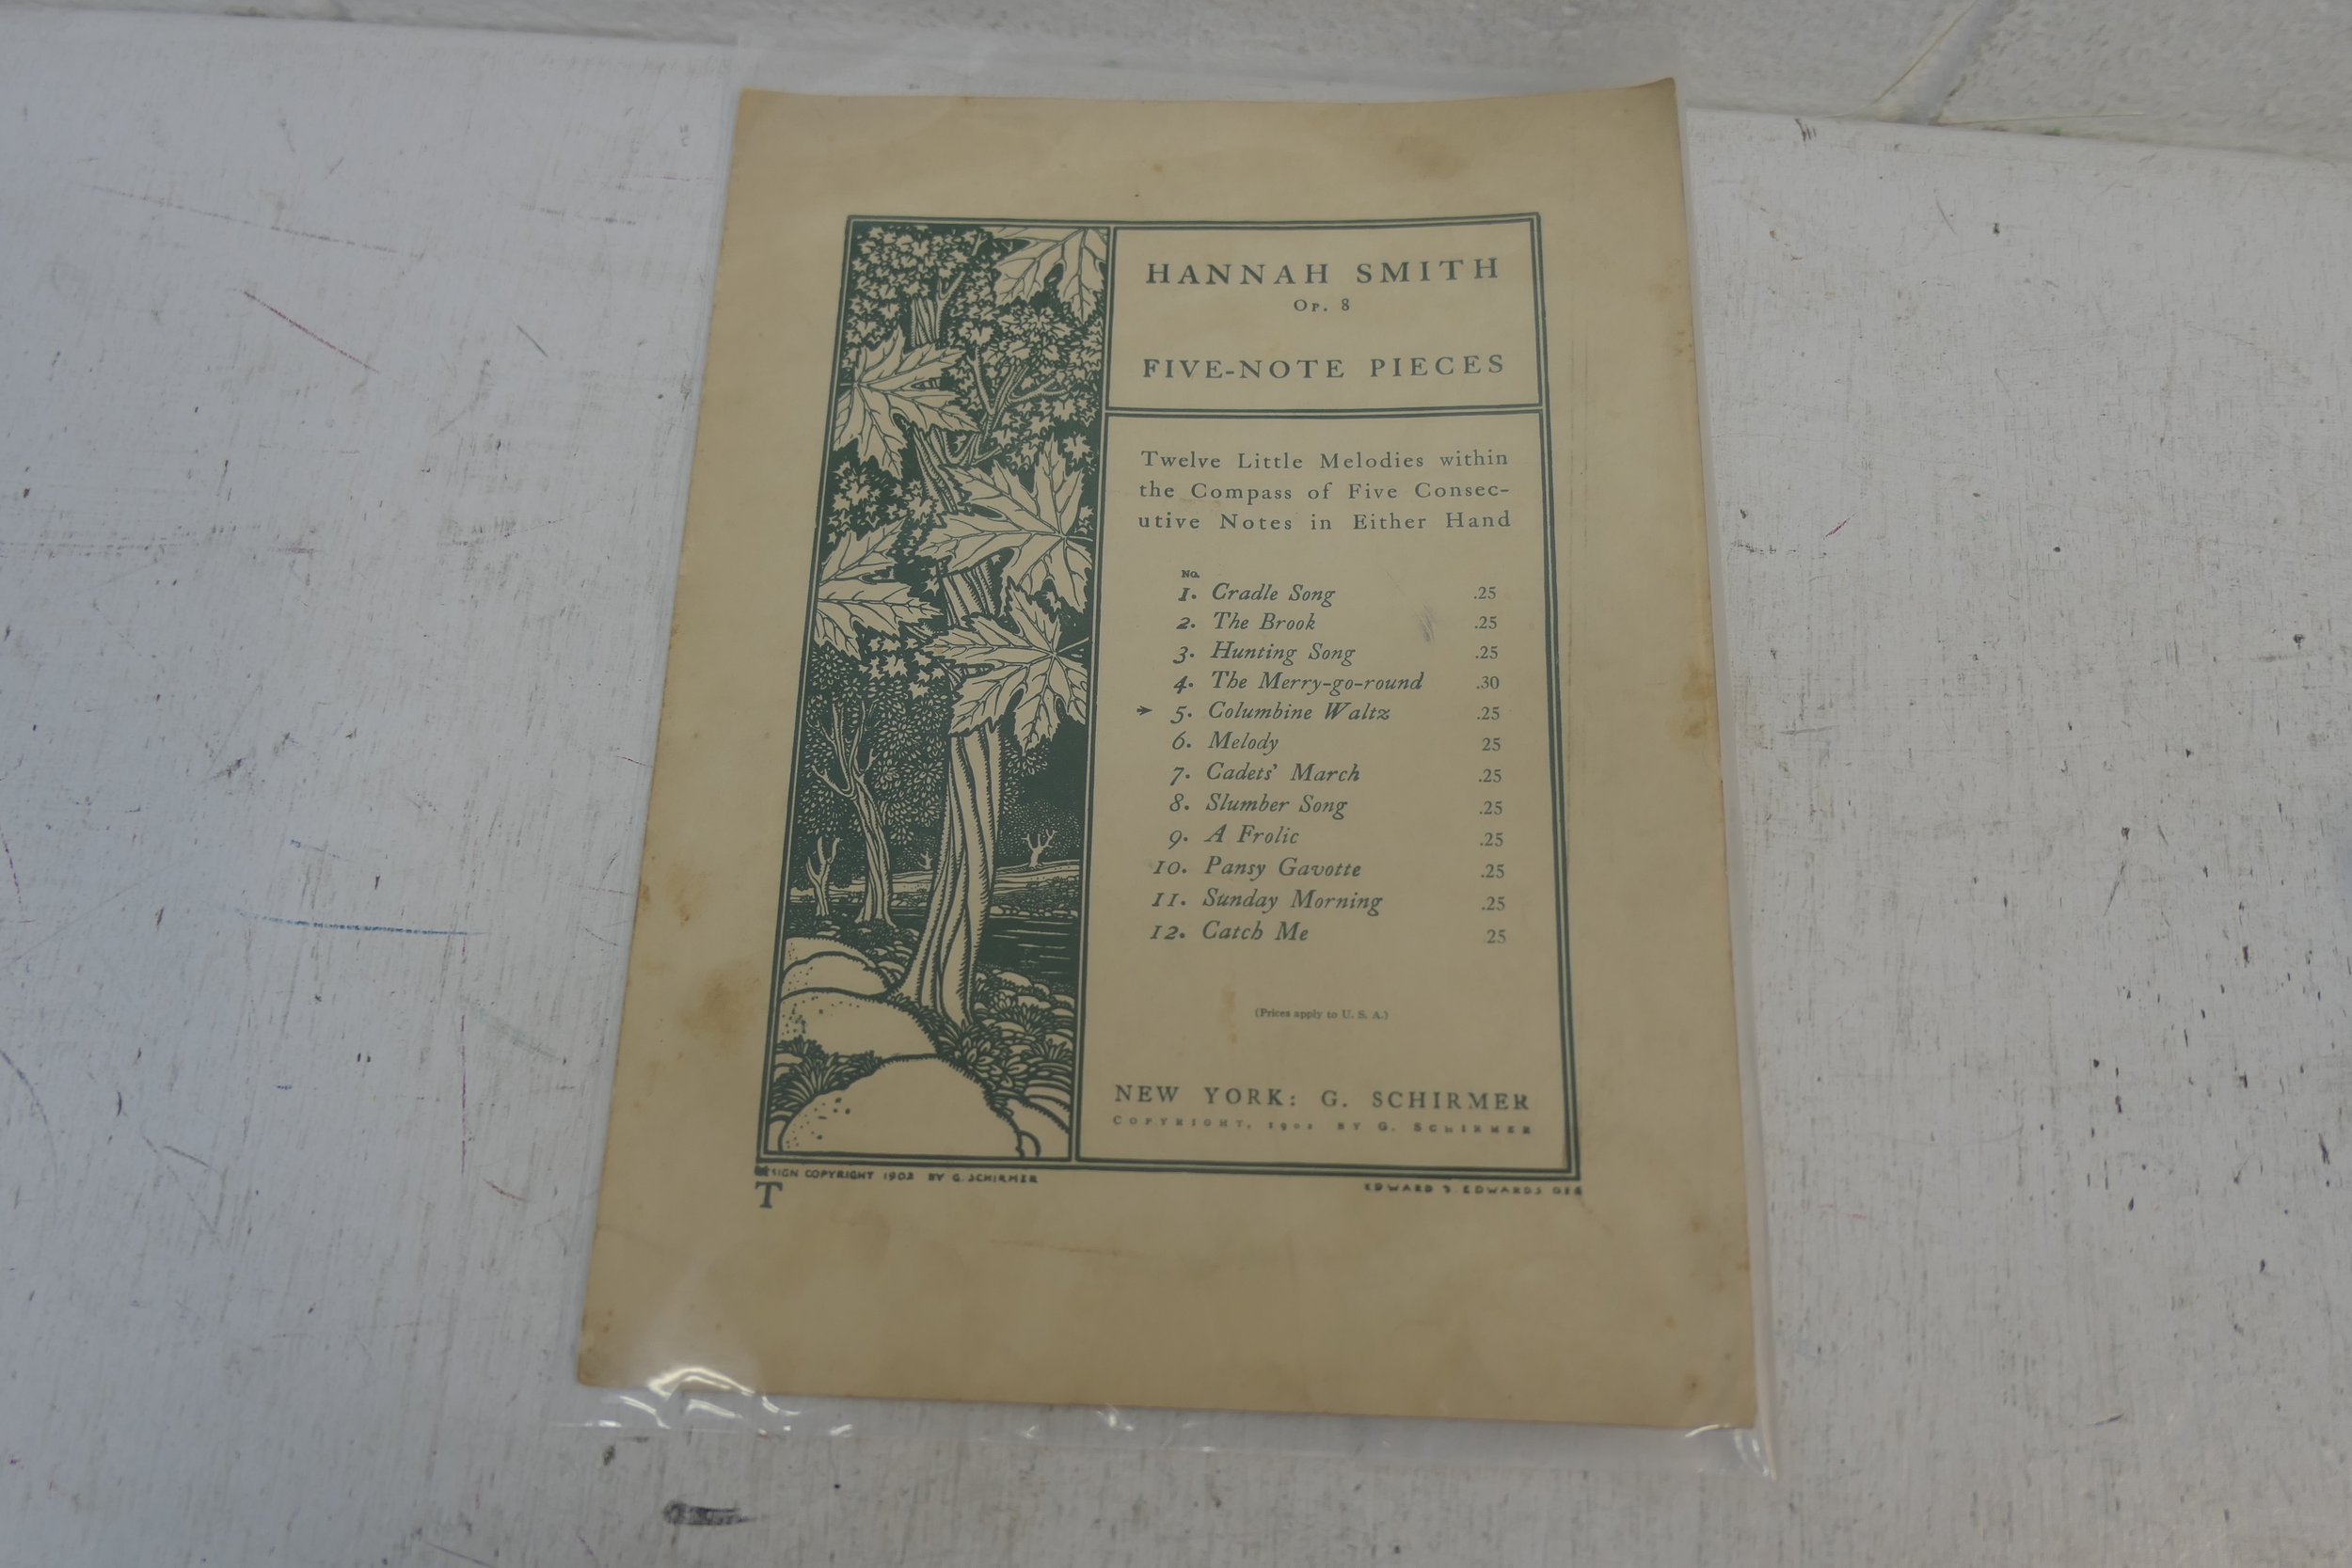 HANNAH SMITH
Op. 8
FIVE-NOTE PIECES
Twelve Little Melodies within
the Compass of Five Consec-
utive Notes in Either Hand
No.
1. Cradle Song .25
2. The Brook .25
3. Hunting Song .25
4. The Merry-go-round .30
5. Columbine Waltz .25
6. Melody 25
7. Cadets' March .25
8. Slumber Song .25
9. A Frolic .25
10. Pansy Gavotte .25
11. Sunday Morning .25
12. Catch Me 25
(Prices apply to U. S. A.)
NEW YORK: G. SCHIRMER
COPYRIGHT, BY G. SCHIRMER
COPYRIGHT 1903 BY G. SCHIRMER
EDWARD EDWARDS
T